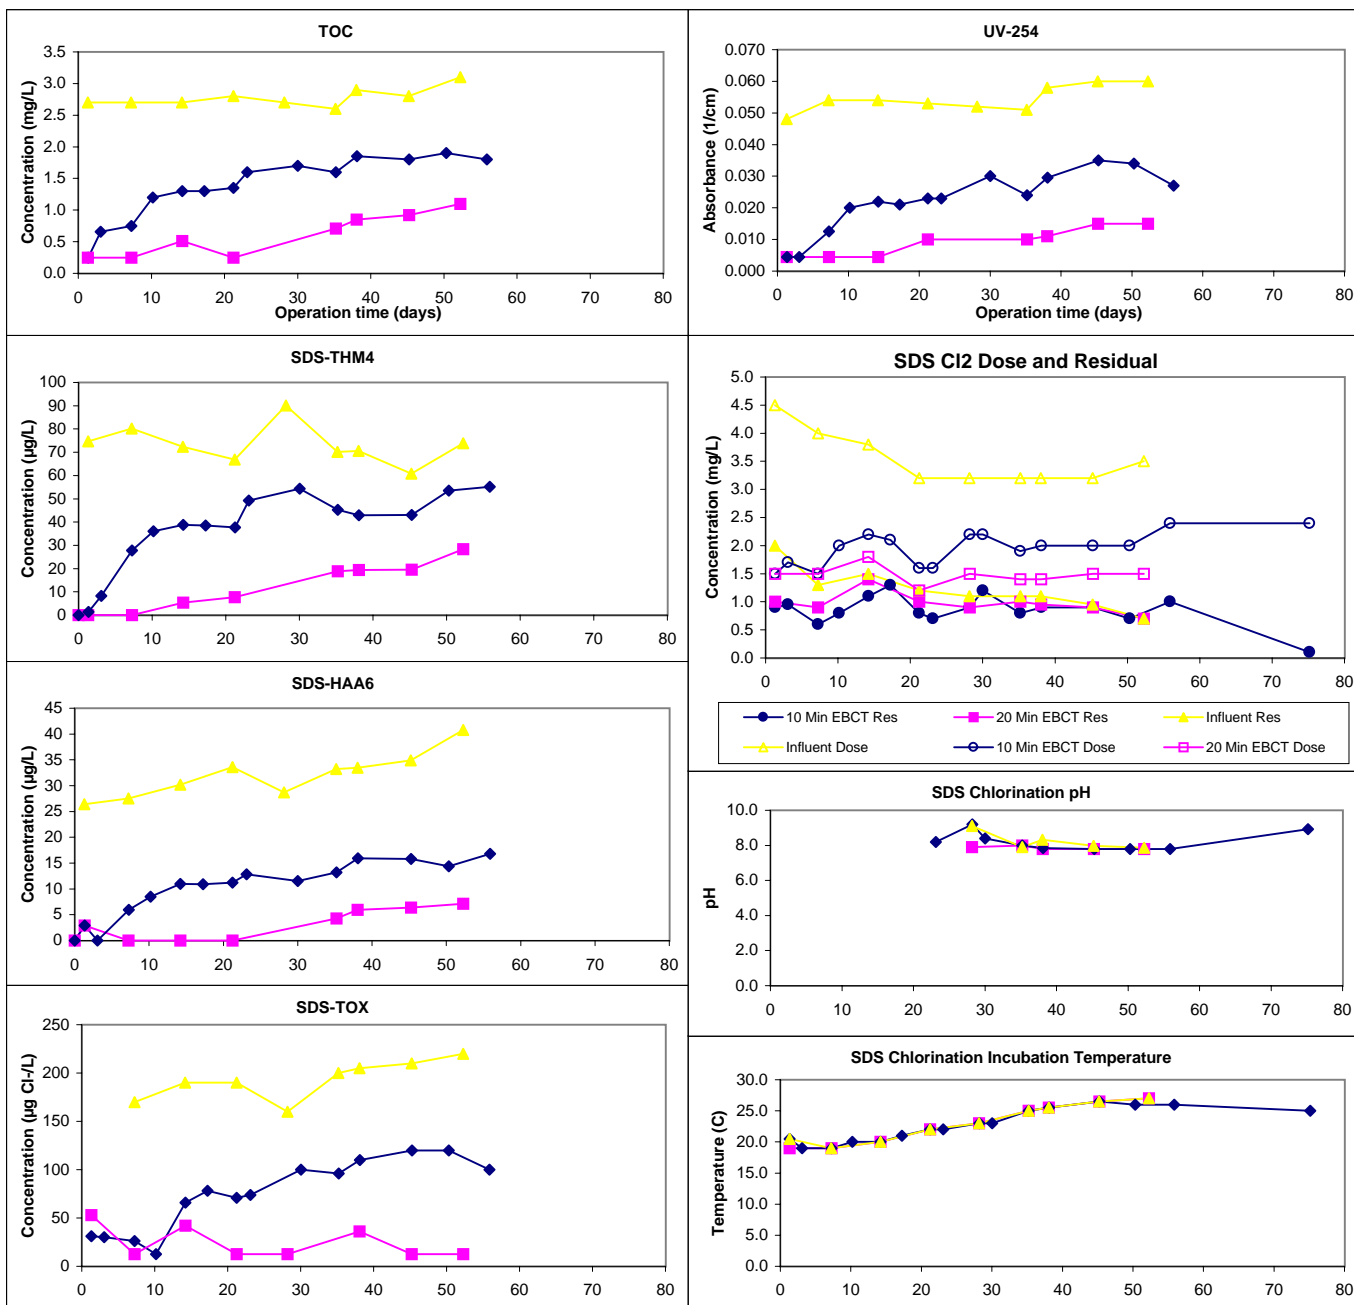 TOC
Concentration (mg/L)
3.5
3.0
2.5
2.0
1.5
1.0
0.5
0.0
0 10 20 30 40 50 60 70 80
Operation time (days)
UV-254
Absorbance (1/cm)
0.070
0.060
0.050
0.040
0.030
0.020
0.010
0.000
0 10 20 30 40 50 60 70 80
Operation time (days)
SDS-THM4
Concentration (µg/L)
100
90
80
70
60
50
40
30
20
10
0
0 10 20 30 40 50 60 70 80
SDS Cl2 Dose and Residual
Concentration (mg/L)
5.0
4.5
4.0
3.5
3.0
2.5
2.0
1.5
1.0
0.5
0.0
0 10 20 30 40 50 60 70 80
10 Min EBCT Res 20 Min EBCT Res Influent Res
Influent Dose 10 Min EBCT Dose 20 Min EBCT Dose
SDS-HAA6
Concentration (µg/L)
45
40
35
30
25
20
15
10
5
0
0 10 20 30 40 50 60 70 80
SDS Chlorination pH
pH
10.0
8.0
6.0
4.0
2.0
0.0
0 10 20 30 40 50 60 70 80
SDS-TOX
Concentration (µg Cl-/L)
250
200
150
100
50
0
0 10 20 30 40 50 60 70 80
SDS Chlorination Incubation Temperature
Temperature (C)
30.0
25.0
20.0
15.0
10.0
5.0
0.0
0 10 20 30 40 50 60 70 80